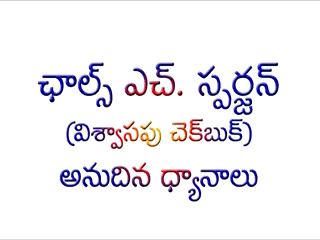 ఛాల్స్ ఎచ్. స్పర్జన్
(విశ్వాసపు చెక్‌బుక్)
అనుదిన ధ్యానాలు